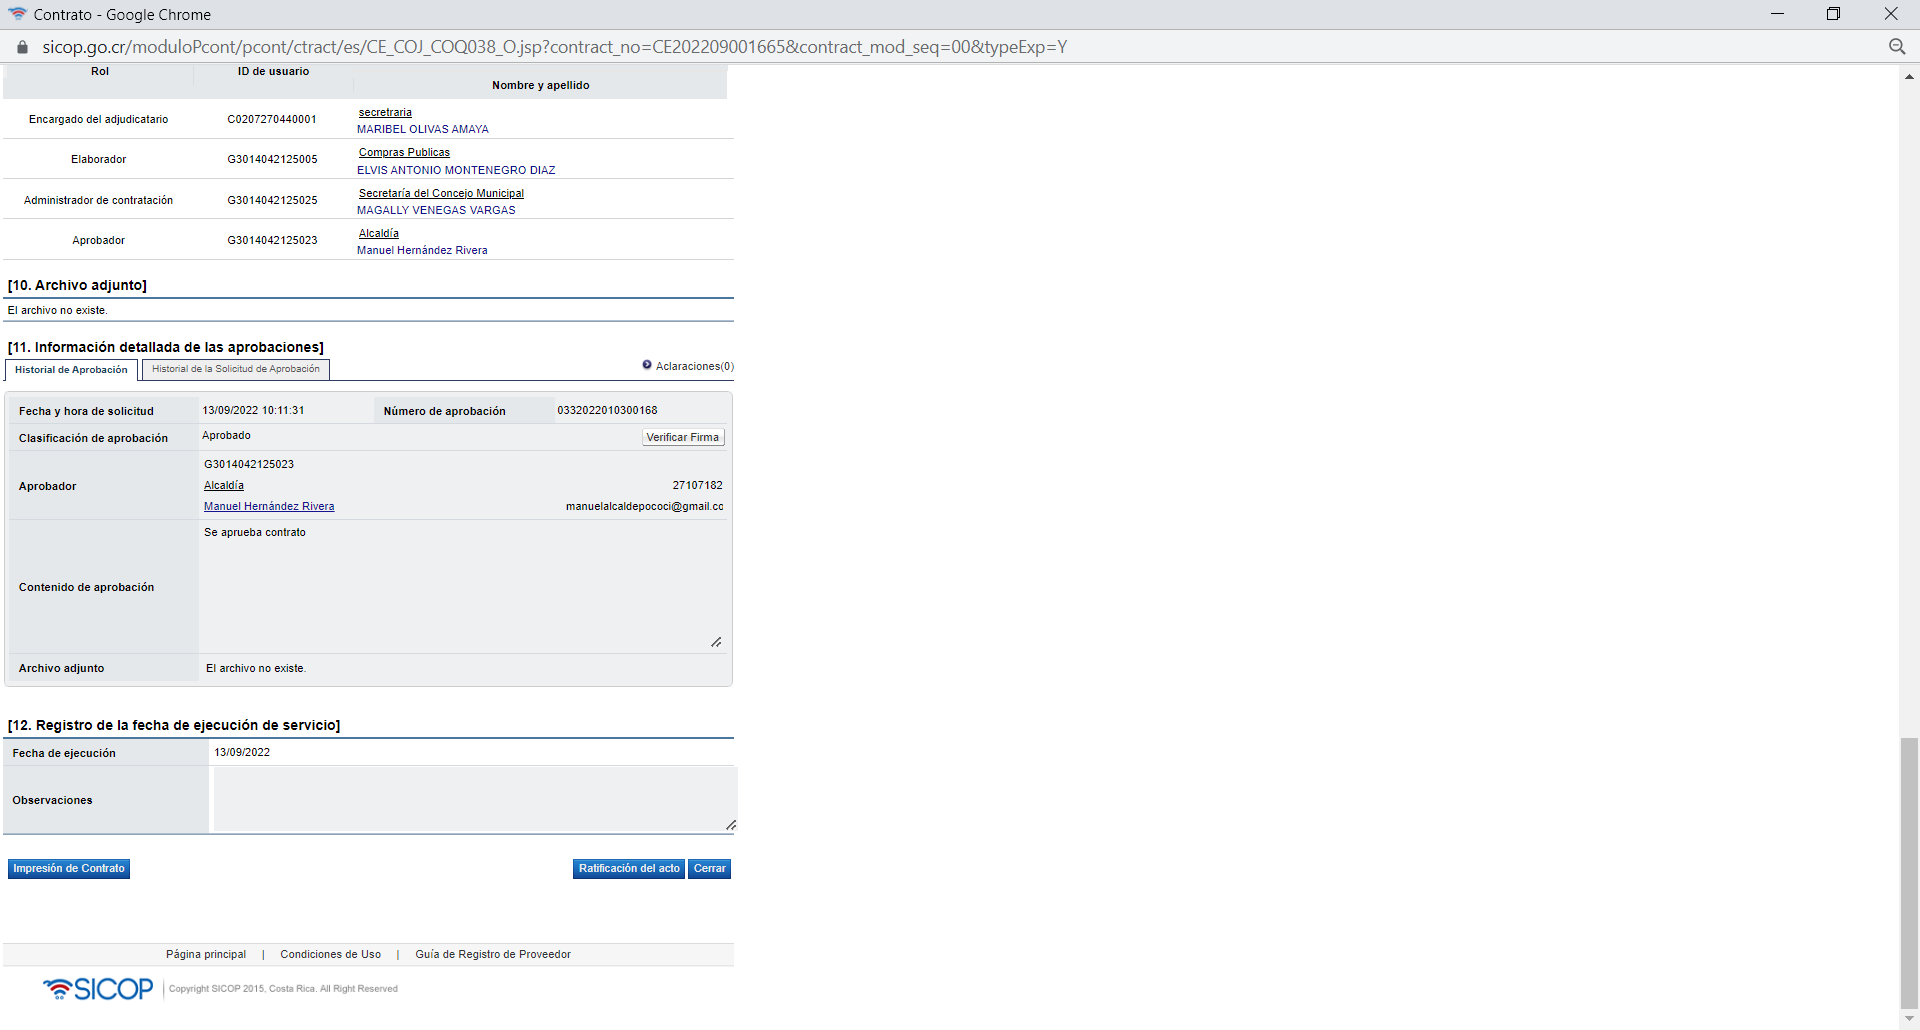 Contrato - Google Chrome
sicop.go.cr/moduloPcont/pcont/ctract/es/CE_COJ_COQ038_O.jsp?contract_no=CE202209001665&contract_mod_seq=00&typeExp=Y
Rol ID de usuario Nombre y apellido
Encargado del adjudicatario C0207270440001 secretraria
MARIBEL OLIVAS AMAYA
Elaborador G3014042125005 Compras Publicas
ELVIS ANTONIO MONTENEGRO DIAZ
Administrador de contratación G3014042125025 Secretaría del Concejo Municipal
MAGALLY VENEGAS VARGAS
Aprobador G3014042125023 Alcaldía
Manuel Hernández Rivera
[10. Archivo adjunto]
El archivo no existe.
[11. Información detallada de las aprobaciones]
Historial de Aprobación Historial de la Solicitud de Aprobación Aclaraciones(0)
Fecha y hora de solicitud 13/09/2022 10:11:31 Número de aprobación 0332022010300168
Clasificación de aprobación Aprobado Verificar Firma
G3014042125023
Aprobador Alcaldía 27107182
Manuel Hernández Rivera manuelalcaldepococi@gmail.cc
Se aprueba contrato
Contenido de aprobación
Archivo adjunto El archivo no existe.
[12. Registro de la fecha de ejecución de servicio]
Fecha de ejecución 13/09/2022
Observaciones
Impresión de Contrato Ratificación del acto Cerrar
Página principal | Condiciones de Uso | Guía de Registro de Proveedor
SICOP Copyright SICOP 2015, Costa Rica. All Right Reserved